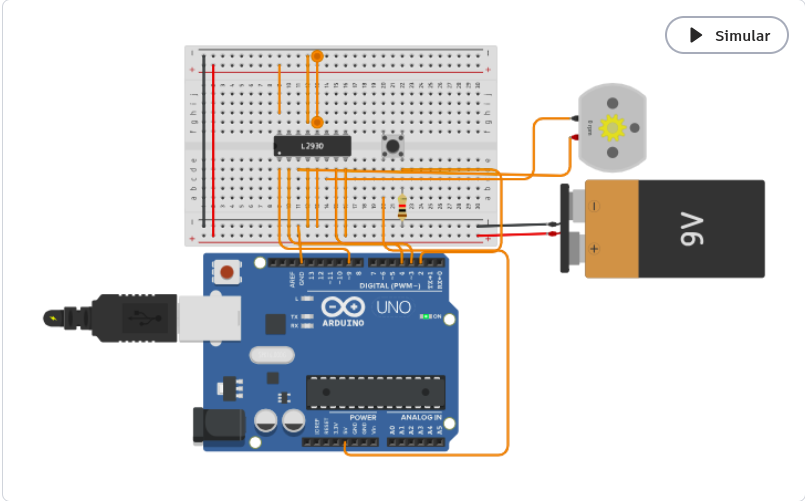 Simular
L293D
9V
AREF
GND
13
12
~11
~10
~9
8
7
~6
~5
4
~3
2
TX→1
RX←0
DIGITAL (PWM~)
L
TX
RX
UNO
ARDUINO
ON
POWER
ANALOG IN
IOREF
RESET
3.3V
5V
GND
GND
Vin
A0
A1
A2
A3
A4
A5